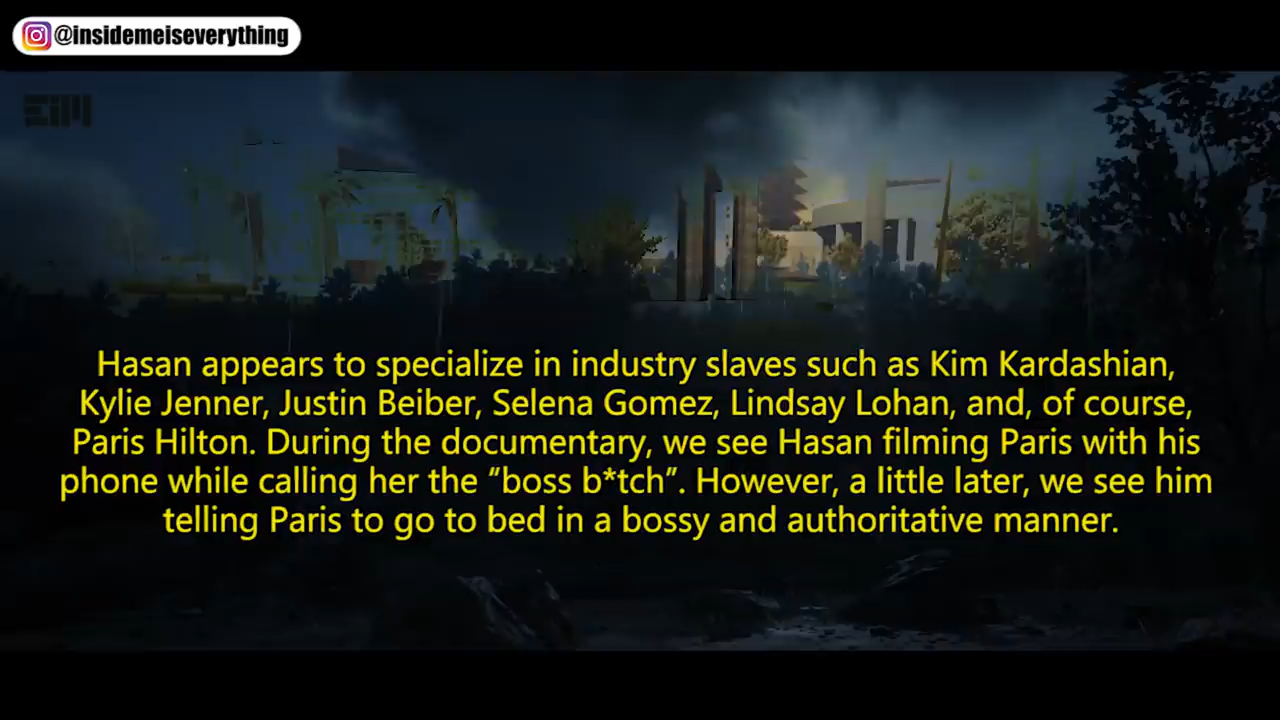 @insidemeiseverything
EIM
Hasan appears to specialize in industry slaves such as Kim Kardashian,
Kylie Jenner, Justin Beiber, Selena Gomez, Lindsay Lohan, and, of course,
Paris Hilton. During the documentary, we see Hasan filming Paris with his
phone while calling her the “boss b*tch”. However, a little later, we see him
telling Paris to go to bed in a bossy and authoritative manner.